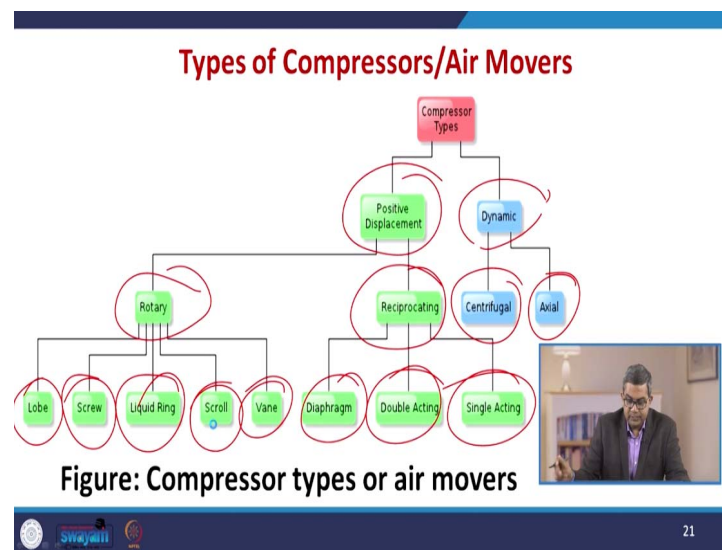 Types of Compressors/Air Movers
Compressor
Types
Positive
Displacement
Dynamic
Rotary
Reciprocating
Centrifugal
Axial
Lobe
Screw
Liquid Ring
Scroll
Vane
Diaphragm
Double Acting
Single Acting
Figure: Compressor types or air movers
swayam
21